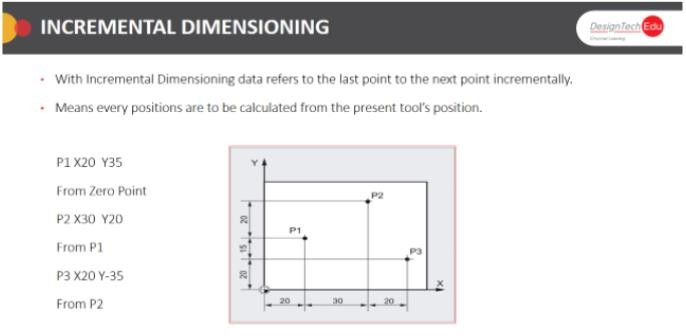 INCREMENTAL DIMENSIONING
DesignTech Edu
• With Incremental Dimensioning data refers to the last point to the next point incrementally.
• Means every positions are to be calculated from the present tool's position.
P1 X20 Y35
From Zero Point
P2 X30 Y20
From P1
P3 X20 Y-35
From P2
Y
P2
20
P1
15
P3
20
X
20 30 20